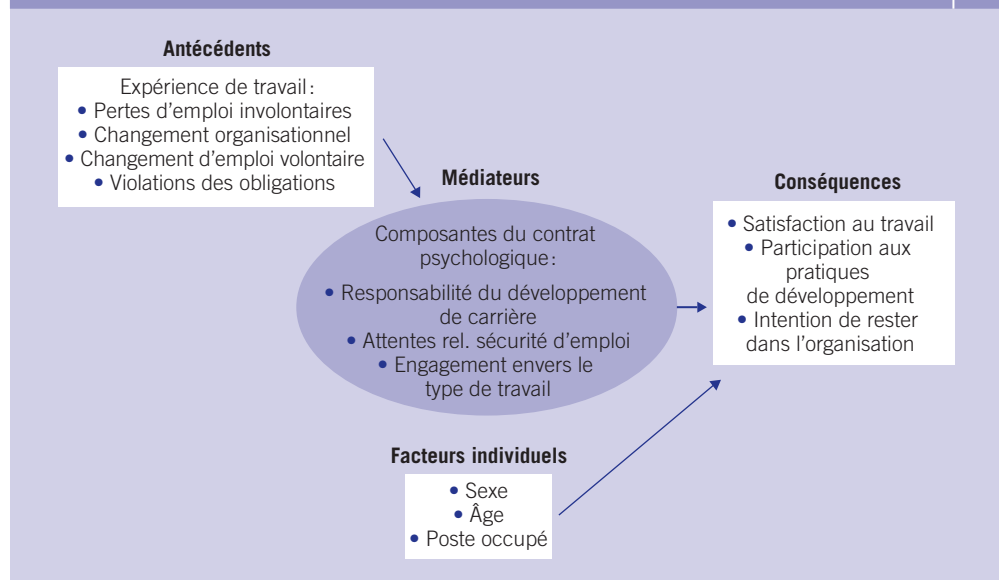 Antécédents
Expérience de travail :
• Pertes d'emploi involontaires
• Changement organisationnel
• Changement d'emploi volontaire
• Violations des obligations
Médiateurs
Composantes du contrat
psychologique :
• Responsabilité du développement
de carrière
• Attentes rel. sécurité d'emploi
• Engagement envers le
type de travail
Conséquences
• Satisfaction au travail
• Participation aux
pratiques
de développement
• Intention de rester
dans l'organisation
Facteurs individuels
• Sexe
• Âge
• Poste occupé